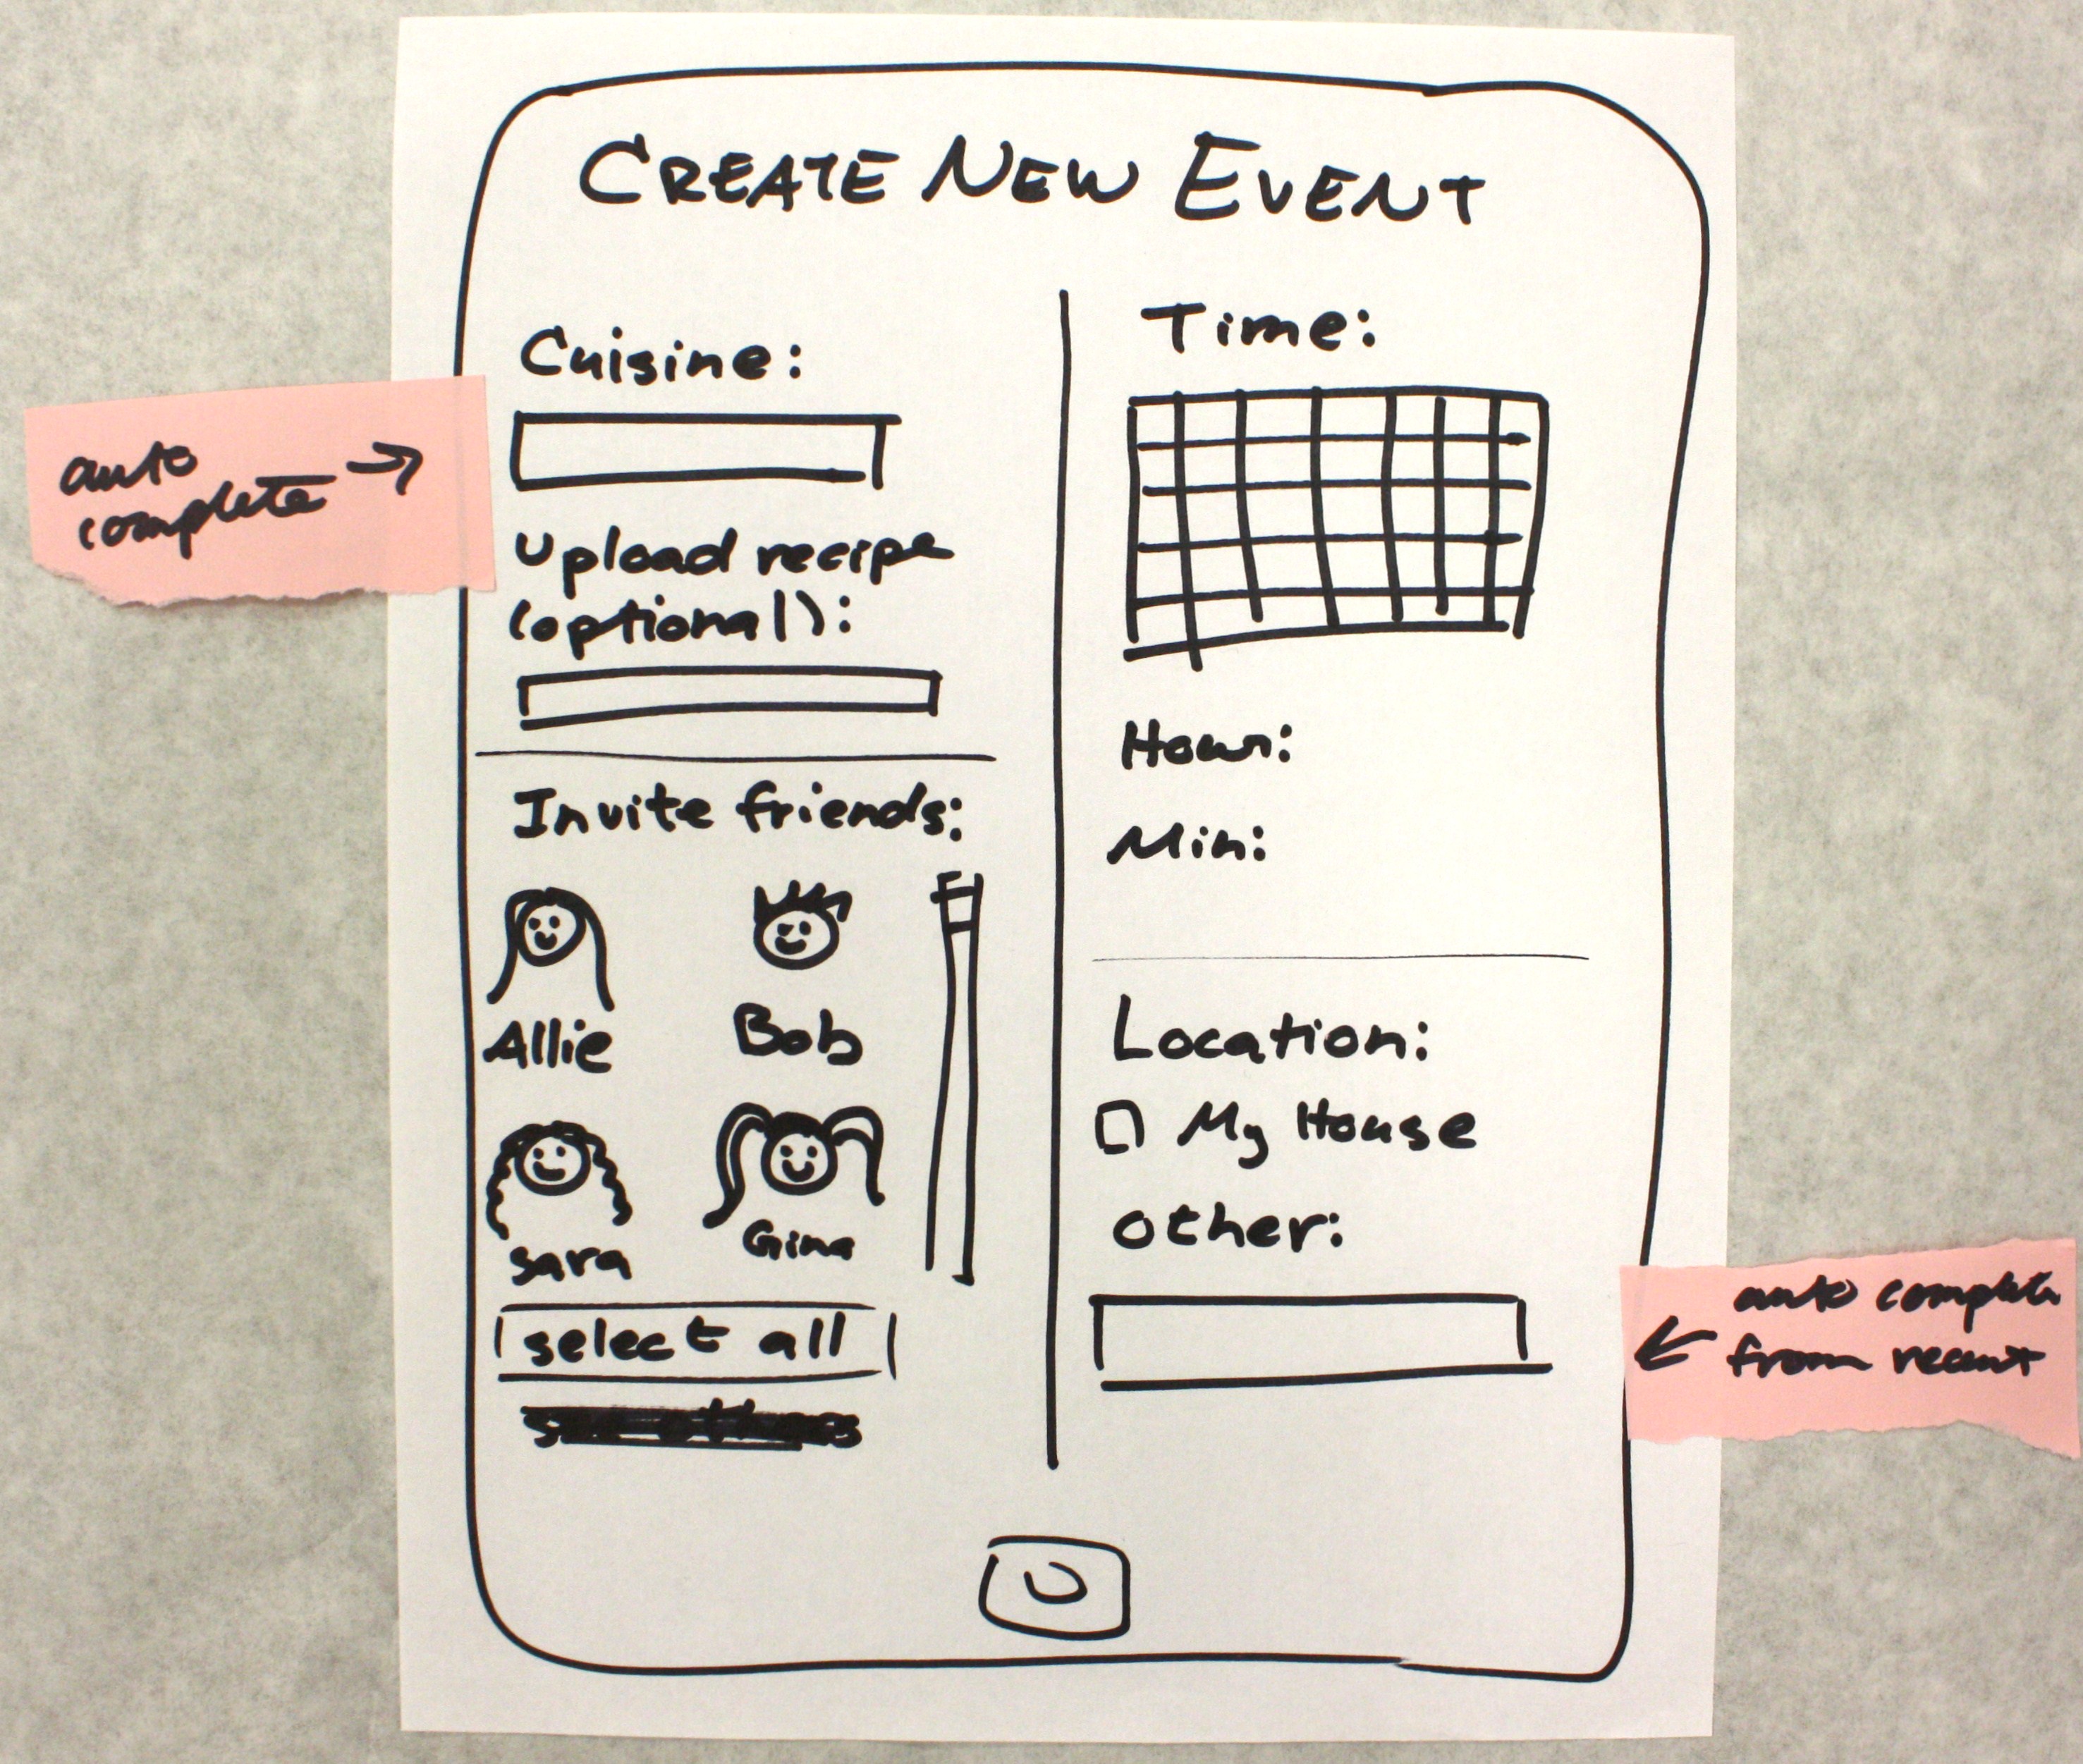 CREATE NEW EVENT
Cuisine:
auto
complete →
Upload recipe
(optional):
Invite friends:
Allie
Bob
Sara
Gina
select all
Time:
Hour:
Min:
Location:
My House
other:
auto complete
← from recent